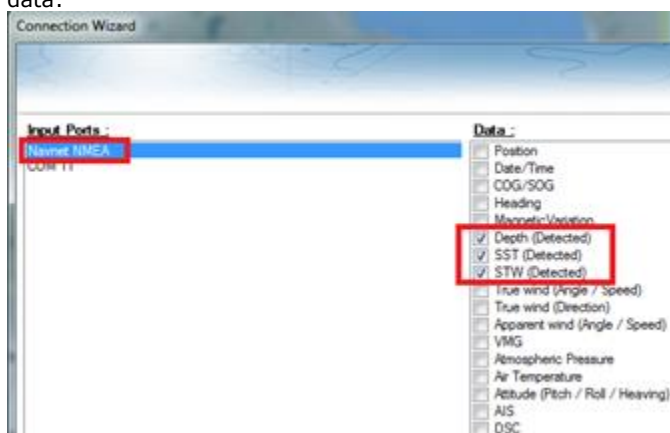 data:
Connection Wizard
Input Ports :
Data :
Navnet NMEA
Position
COM 11
Date/Time
COG/SOG
Heading
Magnetic Variation
Depth (Detected)
SST (Detected)
STW (Detected)
True wind (Angle / Speed)
True wind (Direction)
Apparent wind (Angle / Speed)
VMG
Atmospheric Pressure
Air Temperature
Attitude (Pitch / Roll / Heaving)
AIS
DSC